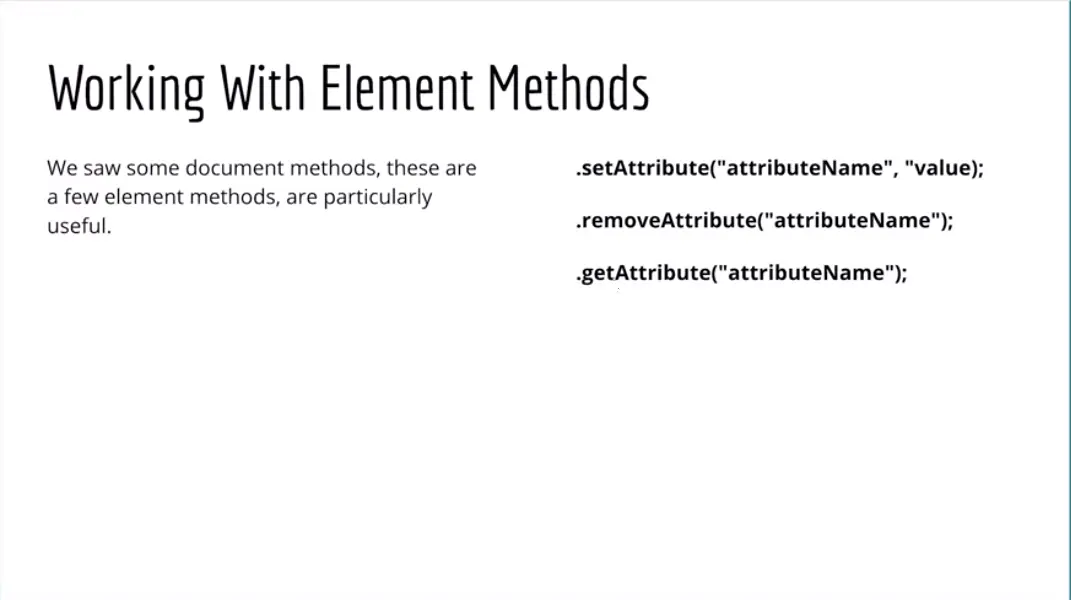 Working With Element Methods
We saw some document methods, these are
a few element methods, are particularly
useful.
.setAttribute("attributeName", "value);
.removeAttribute("attributeName");
.getAttribute("attributeName");